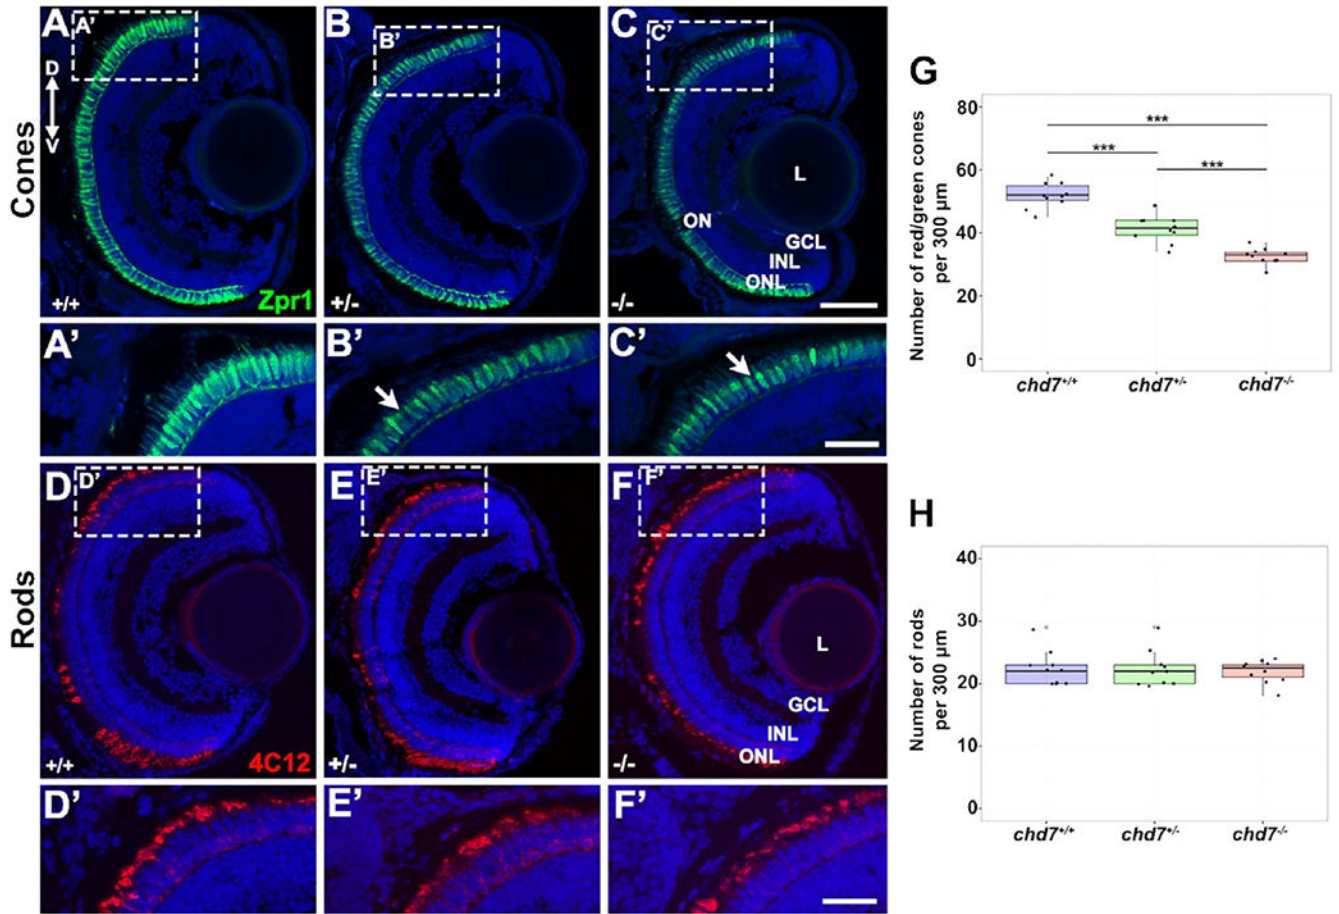 A
A'
D
V
+/+
Zpr1
B
B'
+/-
C
C'
L
ON
GCL
INL
ONL
-/-
Cones
A'
B'
C'
D
D'
+/+
4C12
E
E'
+/-
F
F'
L
GCL
INL
ONL
-/-
Rods
D'
E'
F'
G
Number of red/green cones
per 300 µm
80
60
40
20
0
***
***
***
chd7+/+
chd7+/-
chd7-/-
H
Number of rods
per 300 µm
40
30
20
10
0
chd7+/+
chd7+/-
chd7-/-